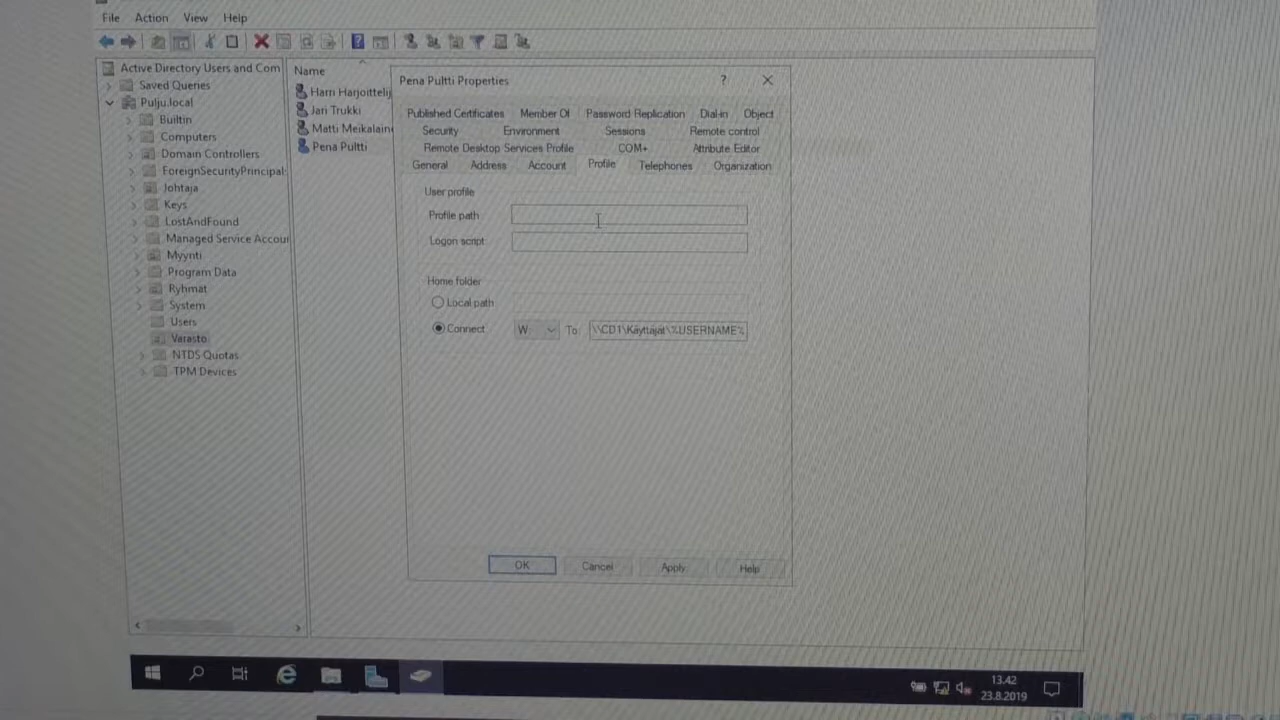 File Action View Help
Active Directory Users and Com
Saved Queries
Pulju.local
Builtin
Computers
Domain Controllers
ForeignSecurityPrincipal:
Johtaja
Keys
LostAndFound
Managed Service Accou
Myynti
Program Data
Ryhmat
System
Users
Varasto
NTDS Quotas
TPM Devices
Name
Harri Harjoittelij
Jari Trukki
Matti Meikalaine
Pena Pultti
Pena Pultti Properties
? X
Published Certificates Member Of Password Replication Dial-in Object
Security Environment Sessions Remote control
Remote Desktop Services Profile COM+ Attribute Editor
General Address Account Profile Telephones Organization
User profile
Profile path
Logon script
Home folder
Local path:
Connect W: To: \\CD1\Käyttäjät\%USERNAME%
OK Cancel Apply Help
13.42
23.8.2019